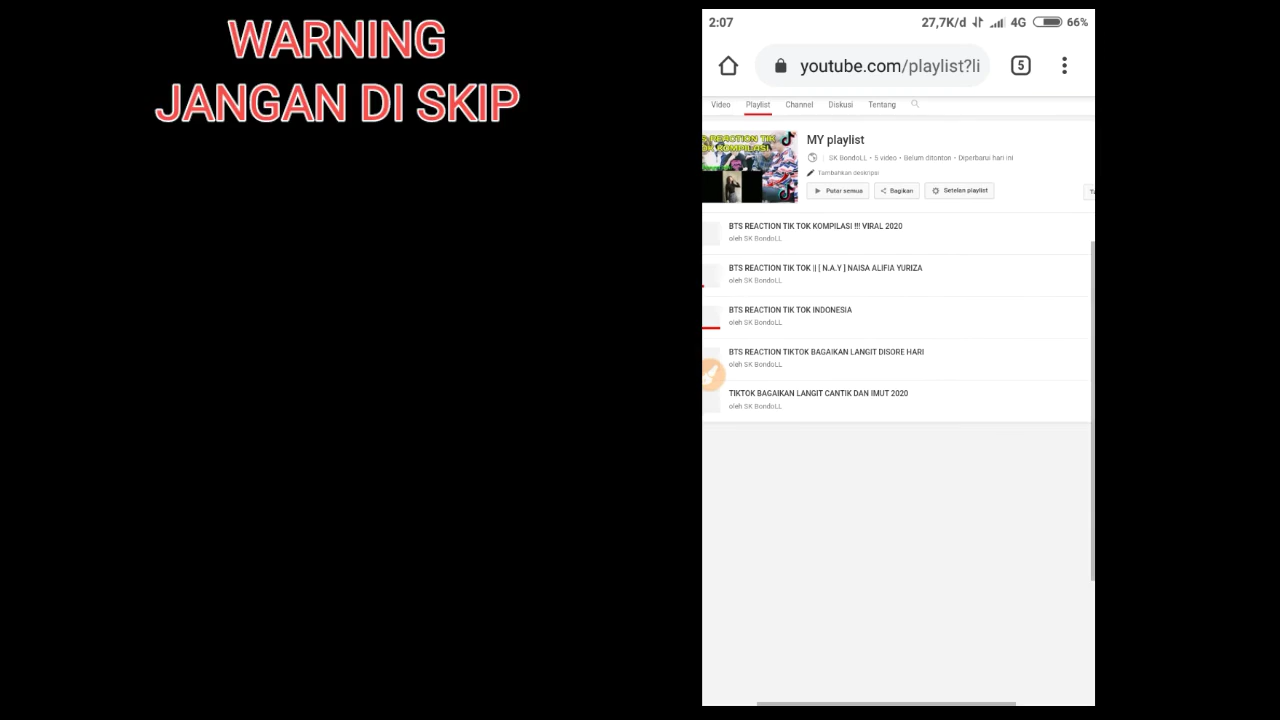 WARNING
JANGAN DI SKIP
2:07
27,7K/d 4G 66%
youtube.com/playlist?li
5
Video Playlist Channel Diskusi Tentang
REACTION TIK
TOK KOMPILASI
MY playlist
SK BondoLL • 5 video • Belum ditonton • Diperbarui hari ini
Tambahkan deskripsi
Putar semua Bagikan Setelan playlist
BTS REACTION TIK TOK KOMPILASI !!! VIRAL 2020
oleh SK BondoLL
BTS REACTION TIK TOK || [ N.A.Y ] NAISA ALIFIA YURIZA
oleh SK BondoLL
BTS REACTION TIK TOK INDONESIA
oleh SK BondoLL
BTS REACTION TIKTOK BAGAIKAN LANGIT DISORE HARI
oleh SK BondoLL
TIKTOK BAGAIKAN LANGIT CANTIK DAN IMUT 2020
oleh SK BondoLL